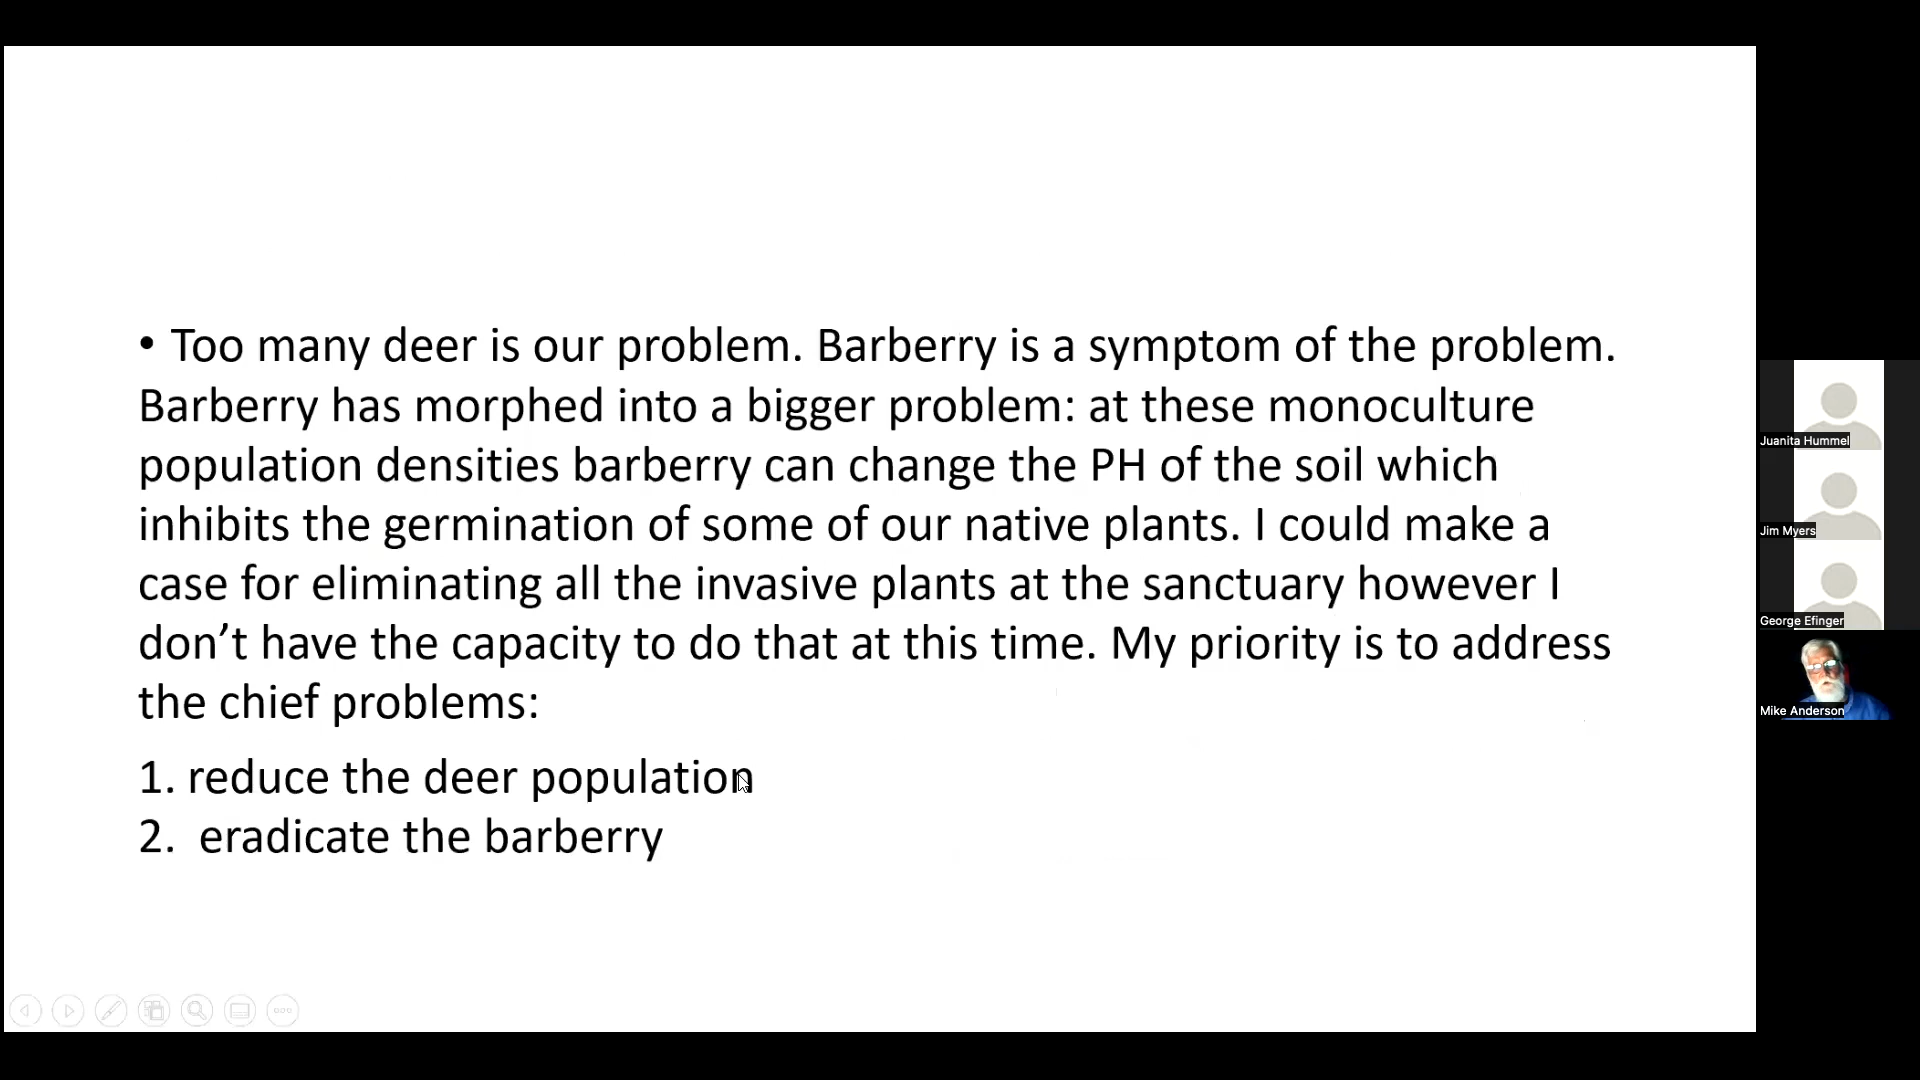 • Too many deer is our problem. Barberry is a symptom of the problem.
Barberry has morphed into a bigger problem: at these monoculture
population densities barberry can change the PH of the soil which
inhibits the germination of some of our native plants. I could make a
case for eliminating all the invasive plants at the sanctuary however I
don’t have the capacity to do that at this time. My priority is to address
the chief problems:
1. reduce the deer population
2. eradicate the barberry
Juanita Hummel
Jim Myers
George Efinger
Mike Anderson